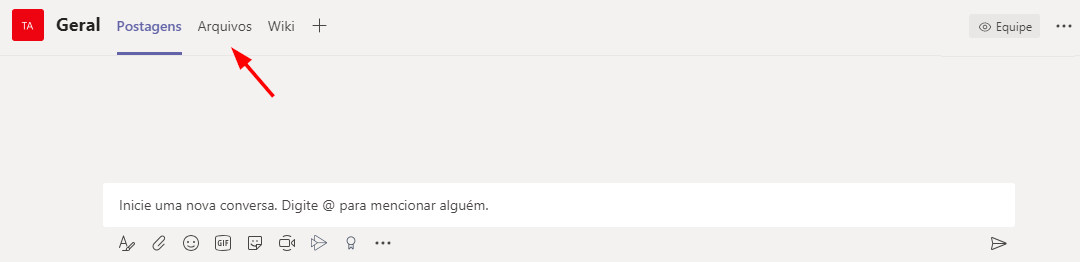 TA Geral Postagens Arquivos Wiki Equipe
Inicie uma nova conversa. Digite @ para mencionar alguém.
GIF